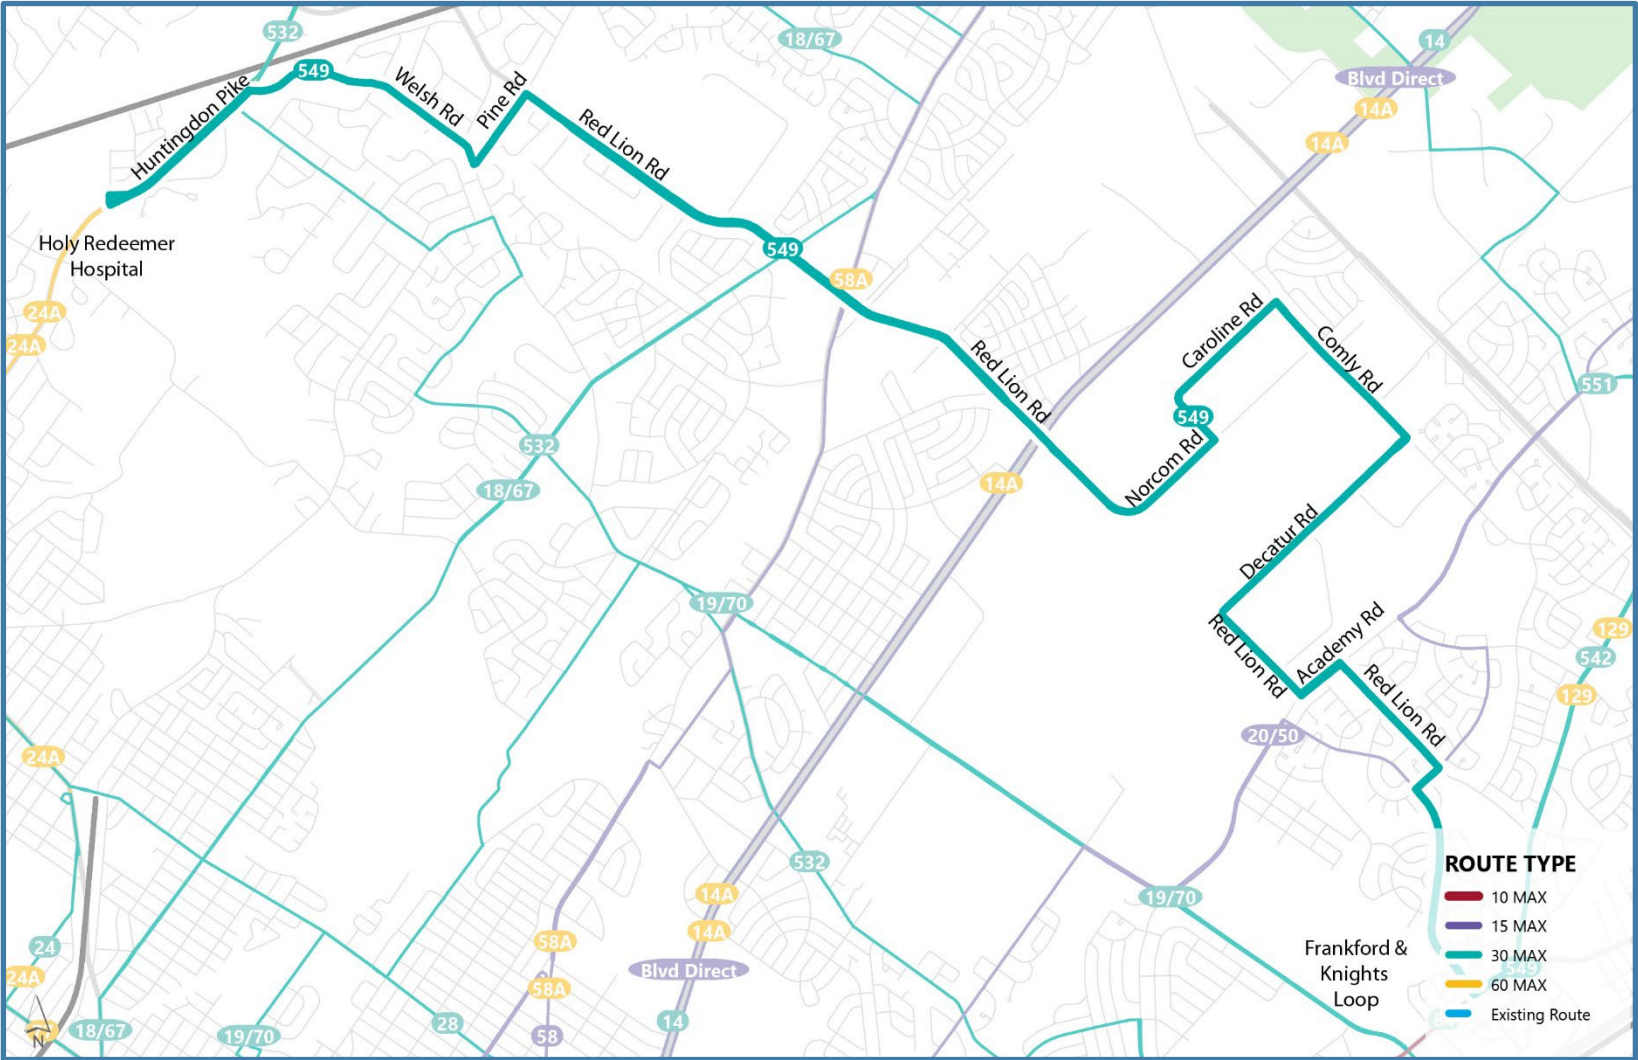 532
18/67
14
549
Blvd Direct
Huntingdon Pike
Welsh Rd
Pine Rd
14A
Red Lion Rd
14A
Holy Redeemer
Hospital
549
58A
24A
24A
Caroline Rd
Comly Rd
Red Lion Rd
551
549
532
Norcom Rd
14A
18/67
Decatur Rd
19/70
Red Lion Rd
Academy Rd
129
542
Red Lion Rd
129
20/50
24A
532
ROUTE TYPE
10 MAX
15 MAX
30 MAX
60 MAX
Existing Route
14A
19/70
14A
58A
24
Frankford &
Knights
Loop
549
Blvd Direct
24A
58A
N
18/67
19/70
28
58
14